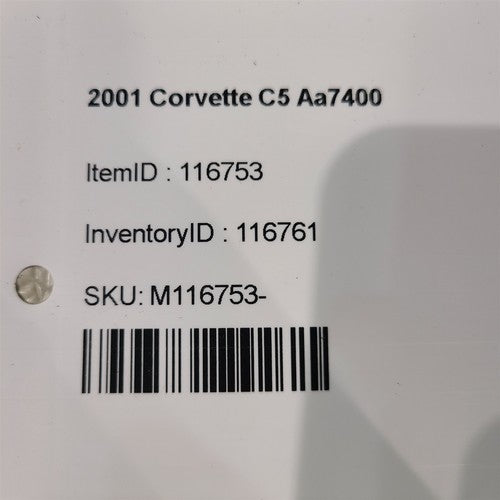 2001 Corvette C5 Aa7400
ItemID : 116753
InventoryID : 116761
SKU: M116753-